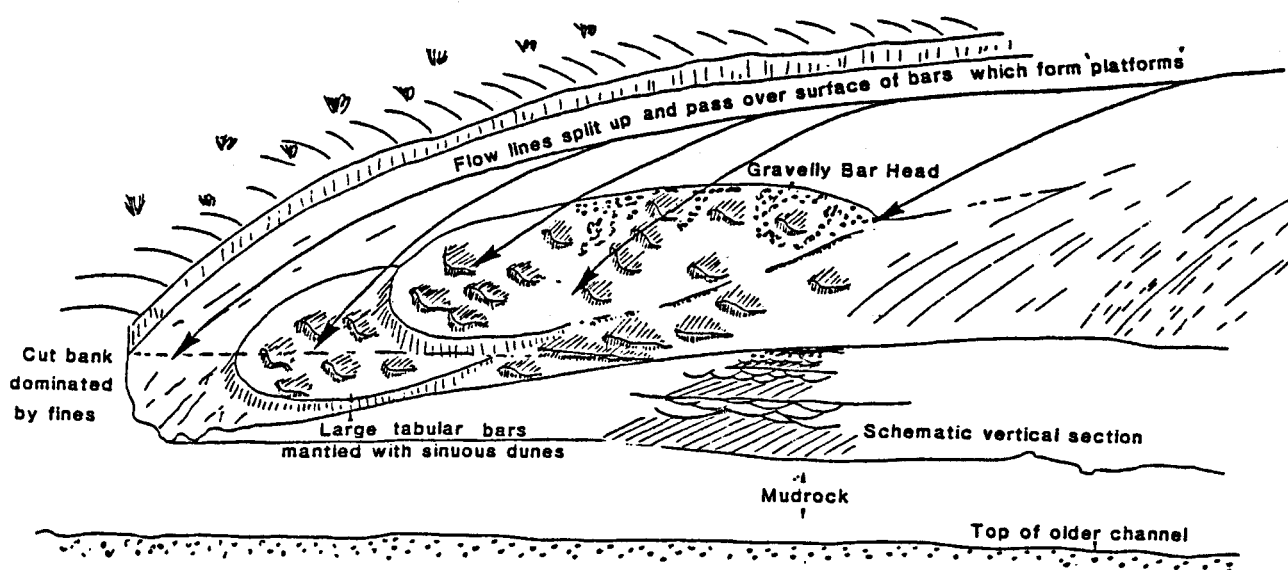 Flow lines split up and pass over surface of bars which form 'platforms'
Gravelly Bar Head
Cut bank
dominated
by fines
Large tabular bars
mantled with sinuous dunes
Schematic vertical section
Mudrock
Top of older channel